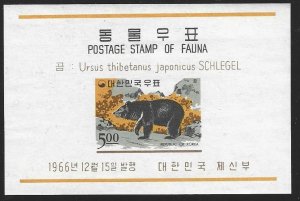 동물우표
POSTAGE STAMP OF FAUNA
곰 : Ursus thibetanus japonicus SCHLEGEL
대한민국우표
5.00
REPUBLIC OF KOREA
1966년 12월 15일 발행 대한민국 체신부